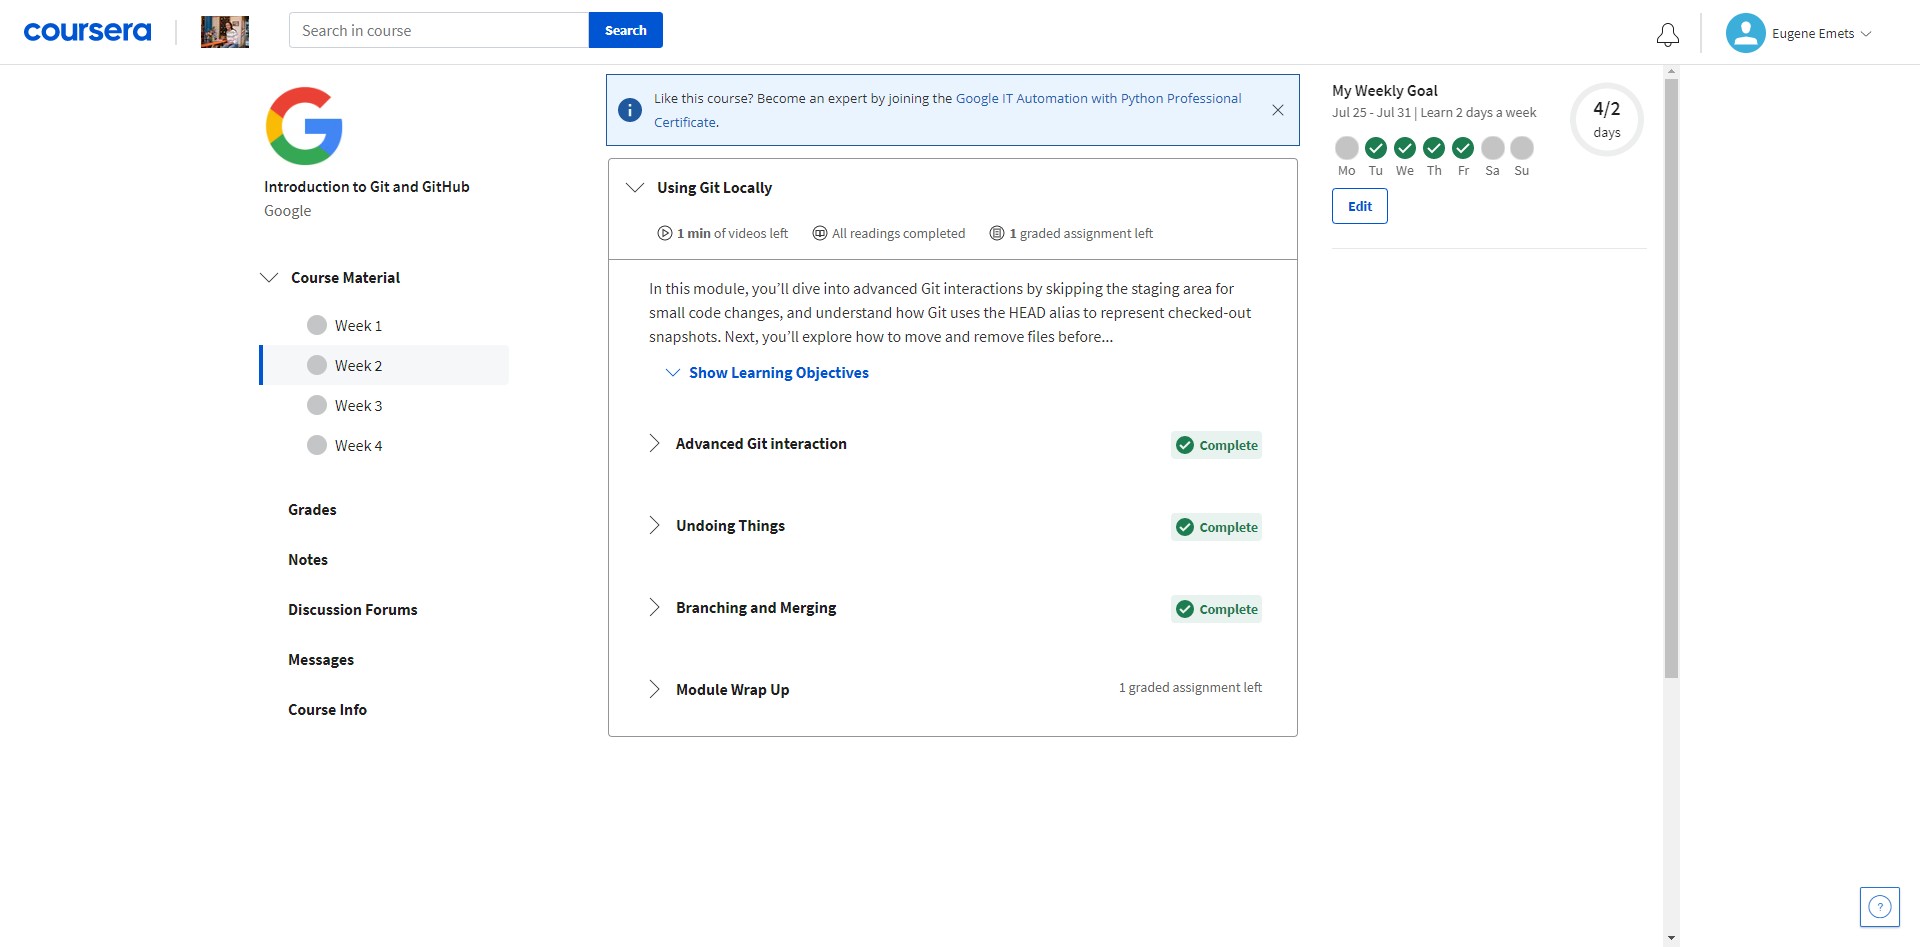 coursera
Search in course
Search
Eugene Emets
Introduction to Git and GitHub
Google
Course Material
Week 1
Week 2
Week 3
Week 4
Grades
Notes
Discussion Forums
Messages
Course Info
Like this course? Become an expert by joining the Google IT Automation with Python Professional
Certificate.
Using Git Locally
1 min of videos left
All readings completed
1 graded assignment left
In this module, you’ll dive into advanced Git interactions by skipping the staging area for
small code changes, and understand how Git uses the HEAD alias to represent checked-out
snapshots. Next, you’ll explore how to move and remove files before...
Show Learning Objectives
Advanced Git interaction
Complete
Undoing Things
Complete
Branching and Merging
Complete
Module Wrap Up
1 graded assignment left
My Weekly Goal
Jul 25 - Jul 31 | Learn 2 days a week
4/2
days
Mo Tu We Th Fr Sa Su
Edit
?